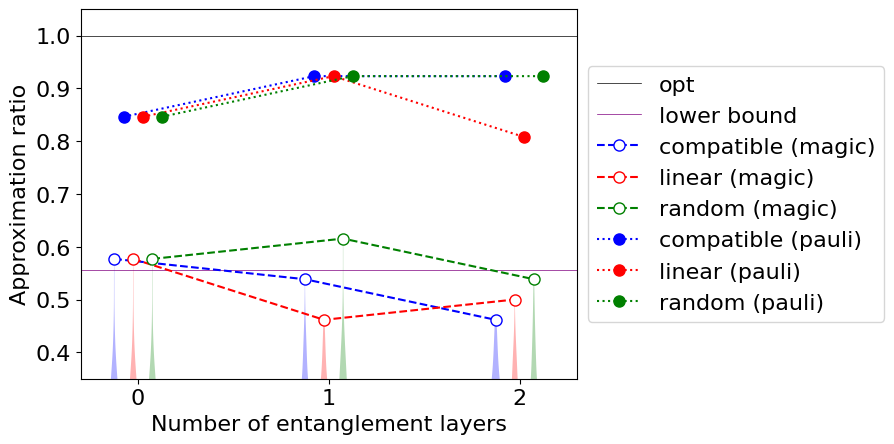 1.0
0.9
0.8
0.7
0.6
0.5
0.4
Approximation ratio
0
1
2
Number of entanglement layers
opt
lower bound
compatible (magic)
linear (magic)
random (magic)
compatible (pauli)
linear (pauli)
random (pauli)